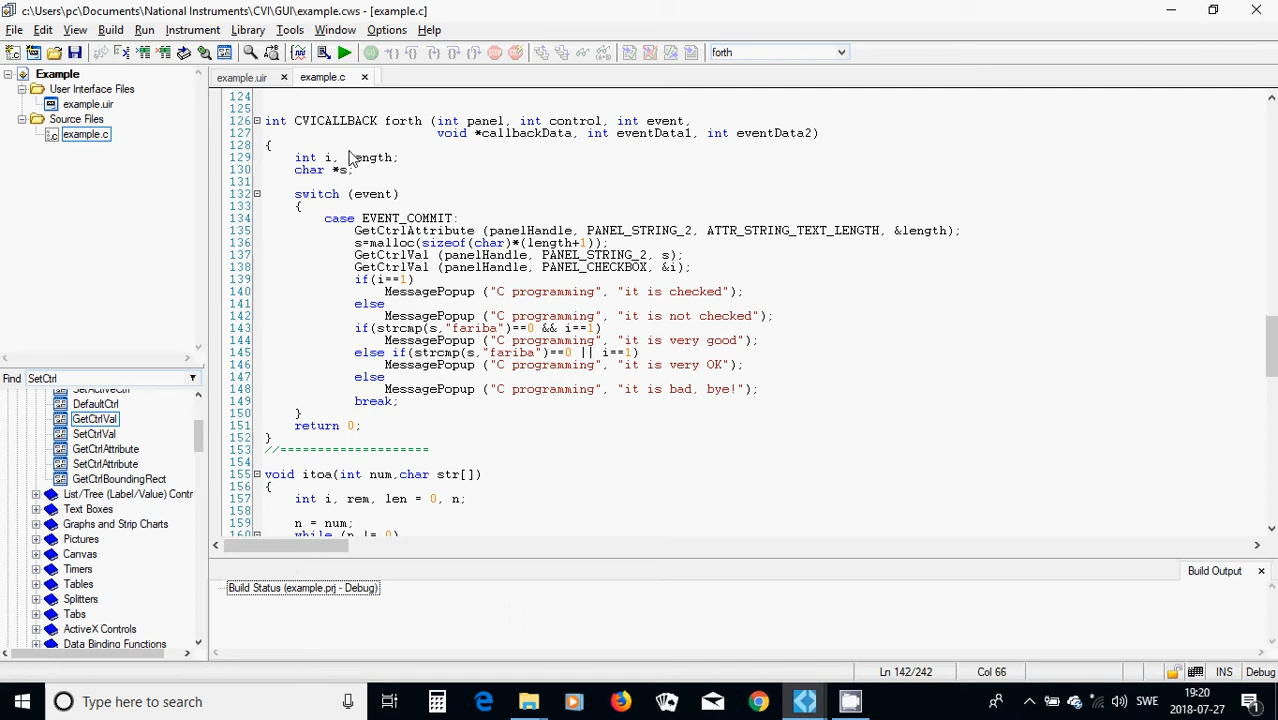 c:\Users\pc\Documents\National Instruments\CVI\GUI\example.cws - [example.c]
File Edit View Build Run Instrument Library Tools Window Options Help
forth
Example
User Interface Files
example.uir
Source Files
example.c
Find SetCtrl
DefaultCtrl
GetCtrlVal
SetCtrlVal
GetCtrlAttribute
SetCtrlAttribute
GetCtrlBoundingRect
List/Tree (Label/Value) Contr
Text Boxes
Graphs and Strip Charts
Pictures
Canvas
Timers
Tables
Splitters
Tabs
ActiveX Controls
Data Binding Functions
example.uir example.c
124
125
126 int CVICALLBACK forth (int panel, int control, int event,
127 void *callbackData, int eventData1, int eventData2)
128 {
129 int i, length;
130 char *s;
131
132 switch (event)
133 {
134 case EVENT_COMMIT:
135 GetCtrlAttribute (panelHandle, PANEL_STRING_2, ATTR_STRING_TEXT_LENGTH, &length);
136 s=malloc(sizeof(char)*(length+1));
137 GetCtrlVal (panelHandle, PANEL_STRING_2, s);
138 GetCtrlVal (panelHandle, PANEL_CHECKBOX, &i);
139 if(i==1)
140 MessagePopup ("C programming", "it is checked");
141 else
142 MessagePopup ("C programming", "it is not checked");
143 if(strcmp(s,"fariba")==0 && i==1)
144 MessagePopup ("C programming", "it is very good");
145 else if(strcmp(s,"fariba")==0 || i==1)
146 MessagePopup ("C programming", "it is very OK");
147 else
148 MessagePopup ("C programming", "it is bad, bye!");
149 break;
150 }
151 return 0;
152 }
153 //====================
154
155 void itoa(int num,char str[])
156 {
157 int i, rem, len = 0, n;
158
159 n = num;
160 while (n != 0)
Build Output
Build Status (example.prj - Debug)
Ln 142/242 Col 66 INS Debug
Type here to search
SWE
19:20
2018-07-27
1